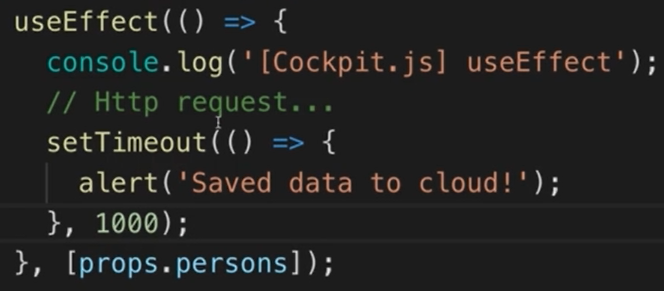 useEffect(() => {
console.log('[Cockpit.js] useEffect');
// Http request...
setTimeout(() => {
alert('Saved data to cloud!');
}, 1000);
}, [props.persons]);